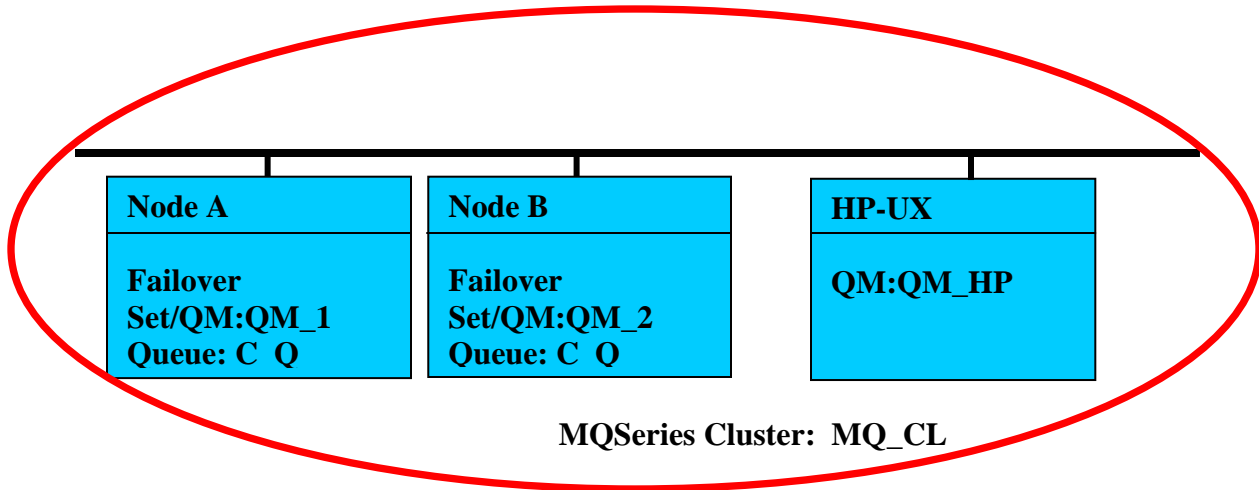 Node A
Failover
Set/QM:QM_1
Queue: C Q
Node B
Failover
Set/QM:QM_2
Queue: C Q
HP-UX
QM:QM_HP
MQSeries Cluster: MQ_CL